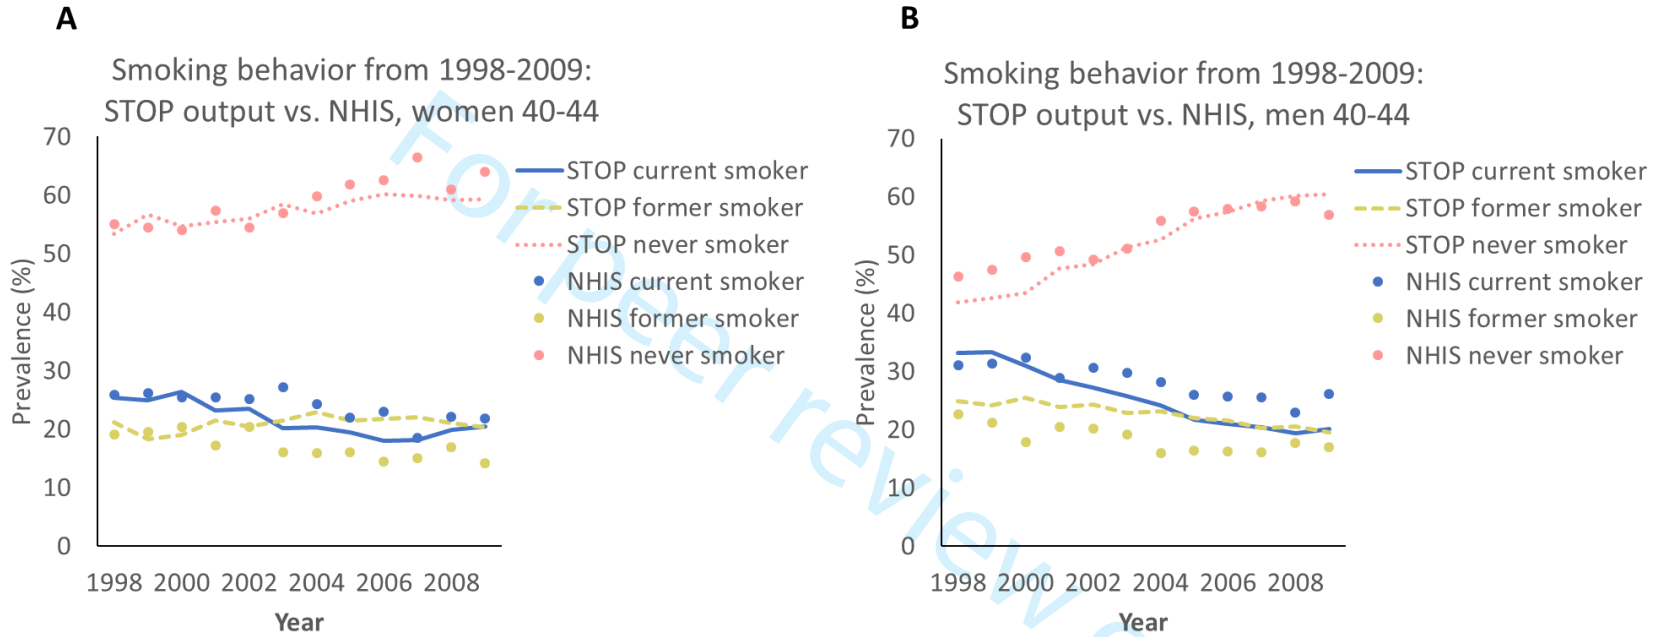 A
Smoking behavior from 1998-2009:
STOP output vs. NHIS, women 40-44
70
60
50
40
30
20
10
0
Prevalence (%)
1998 2000 2002 2004 2006 2008
Year
STOP current smoker
STOP former smoker
STOP never smoker
NHIS current smoker
NHIS former smoker
NHIS never smoker
B
Smoking behavior from 1998-2009:
STOP output vs. NHIS, men 40-44
70
60
50
40
30
20
10
0
Prevalence (%)
1998 2000 2002 2004 2006 2008
Year
STOP current smoker
STOP former smoker
STOP never smoker
NHIS current smoker
NHIS former smoker
NHIS never smoker
For peer review